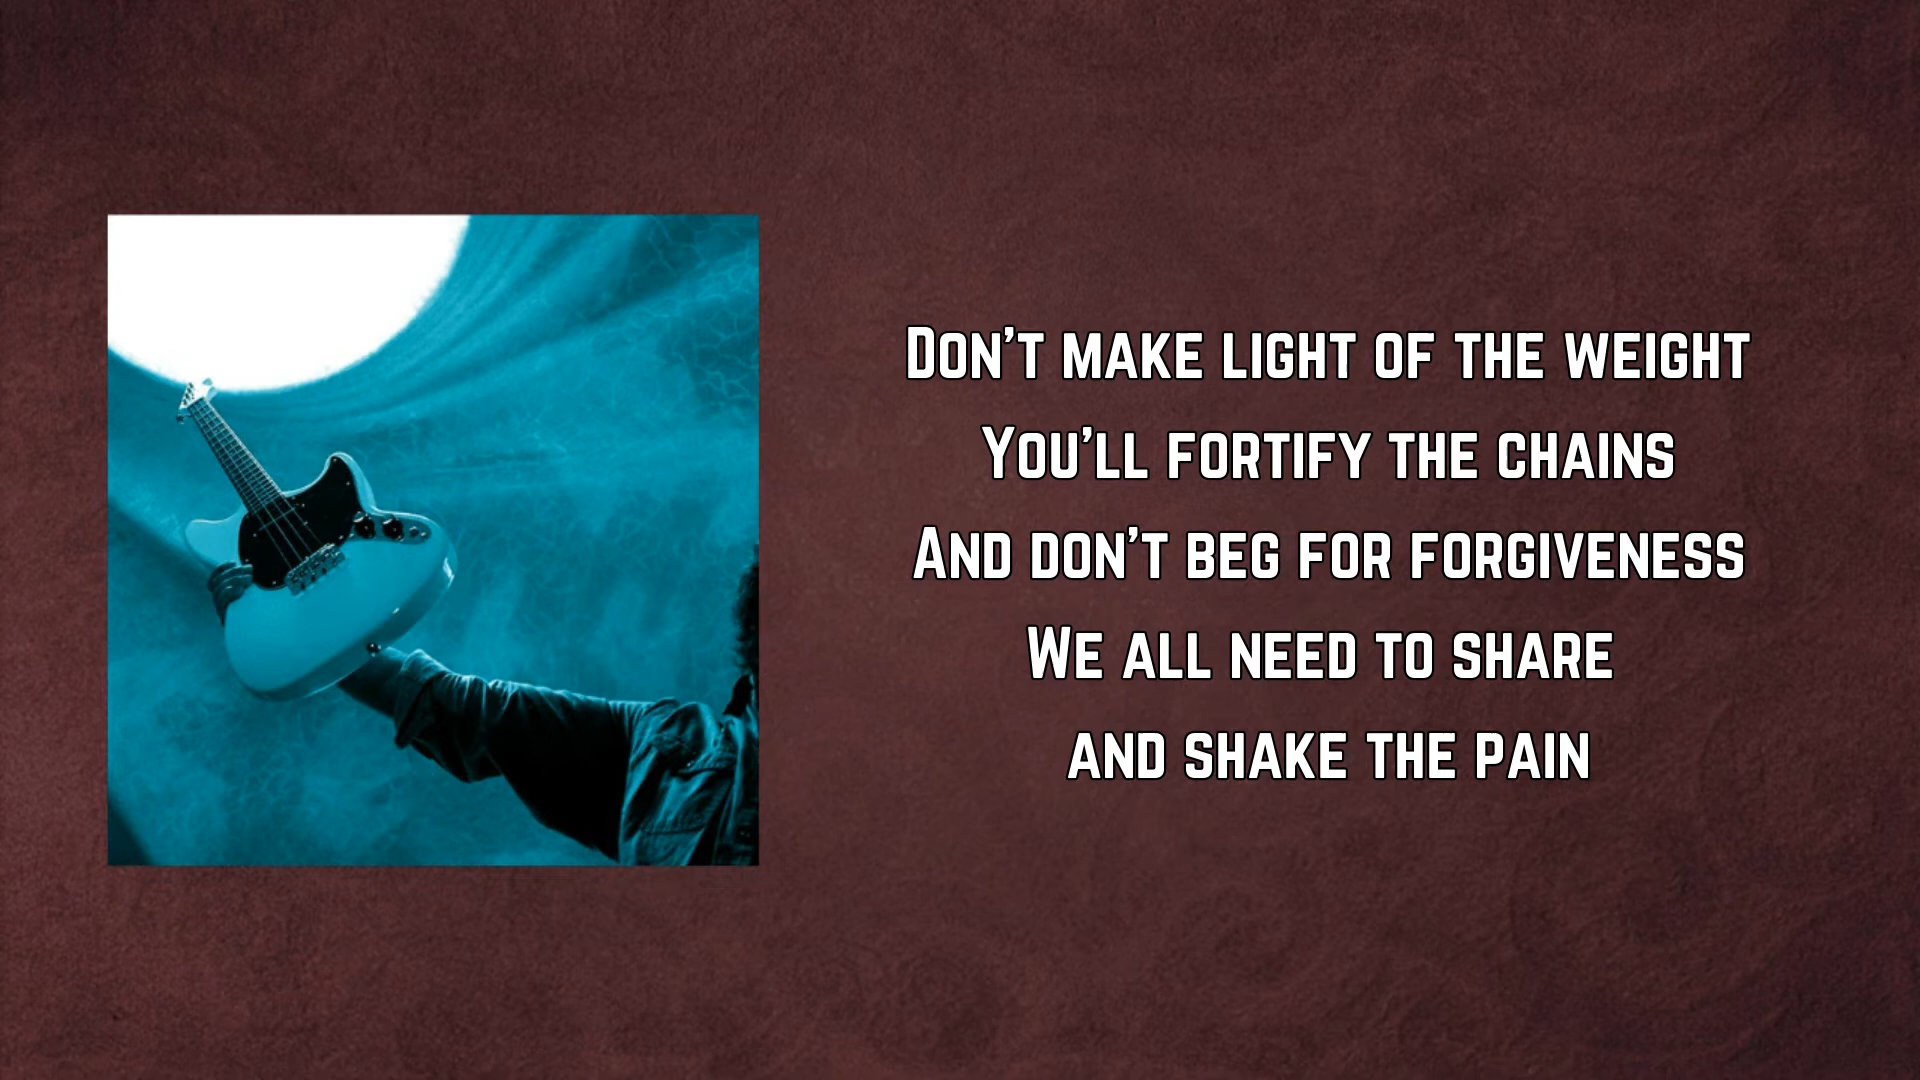 Don't make light of the weight
You'll fortify the chains
And don't beg for forgiveness
We all need to share
and shake the pain